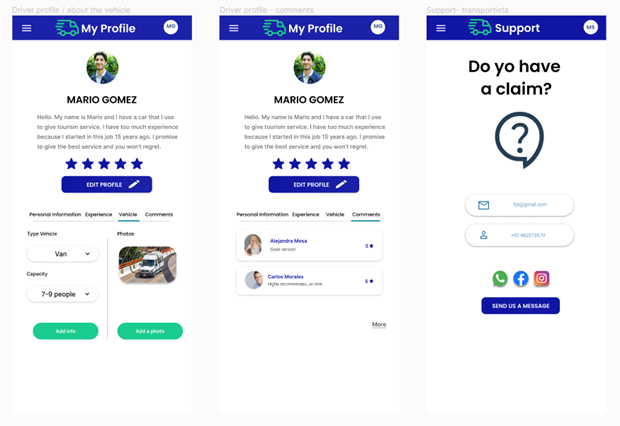 Driver profile / about the vehicle
My Profile
MG
MARIO GOMEZ
Hello. My name is Mario and I have a car that I use
to give tourism service. I have too much experience
because I started in this job 15 years ago. I promise
to give the best service and you won't regret.
EDIT PROFILE
Personal Information Experience Vehicle Comments
Type Vehicle
Photos
Van
Capacity
7-9 people
Add info
Add a photo
Driver profile - comments
My Profile
MG
MARIO GOMEZ
Hello. My name is Mario and I have a car that I use
to give tourism service. I have too much experience
because I started in this job 15 years ago. I promise
to give the best service and you won't regret.
EDIT PROFILE
Personal Information Experience Vehicle Comments
Alejandra Mesa
Good service!
5
Carlos Morales
Highly recommended, on time
5
More
Support- transportista
Support
MS
Do yo have
a claim?
?
SEND US A MESSAGE